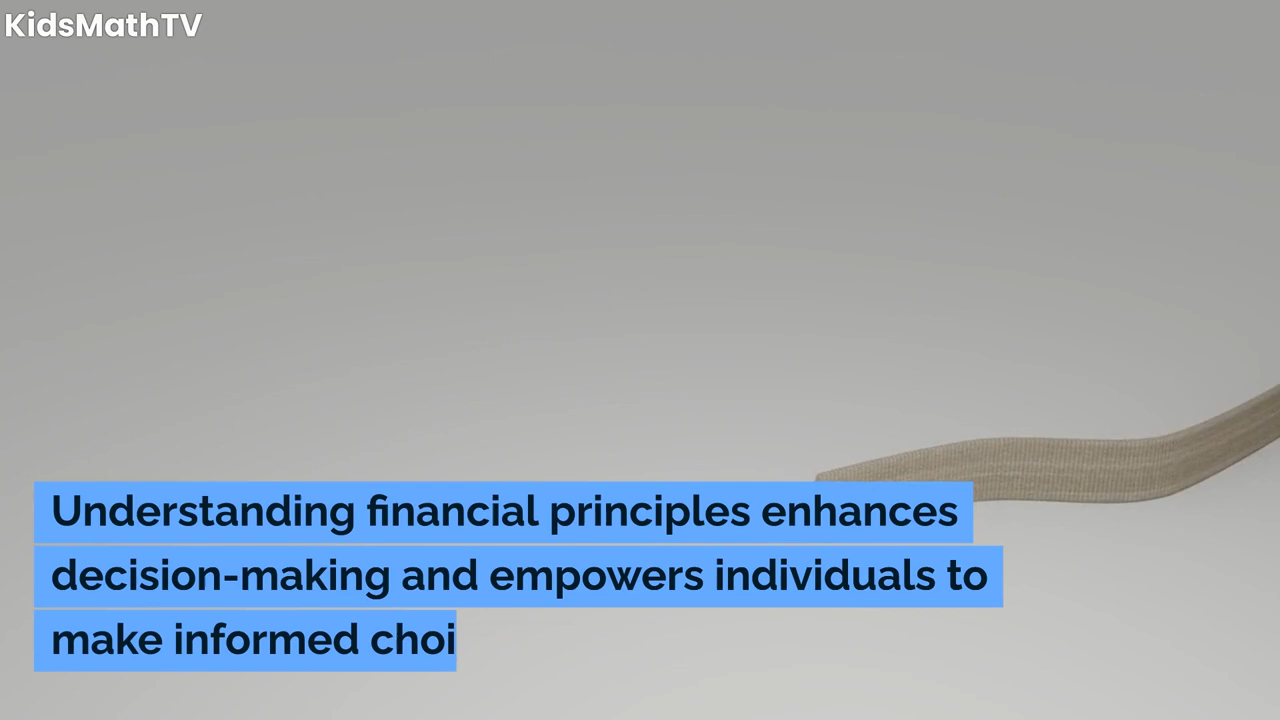 KidsMathTV
Understanding financial principles enhances
decision-making and empowers individuals to
make informed choi